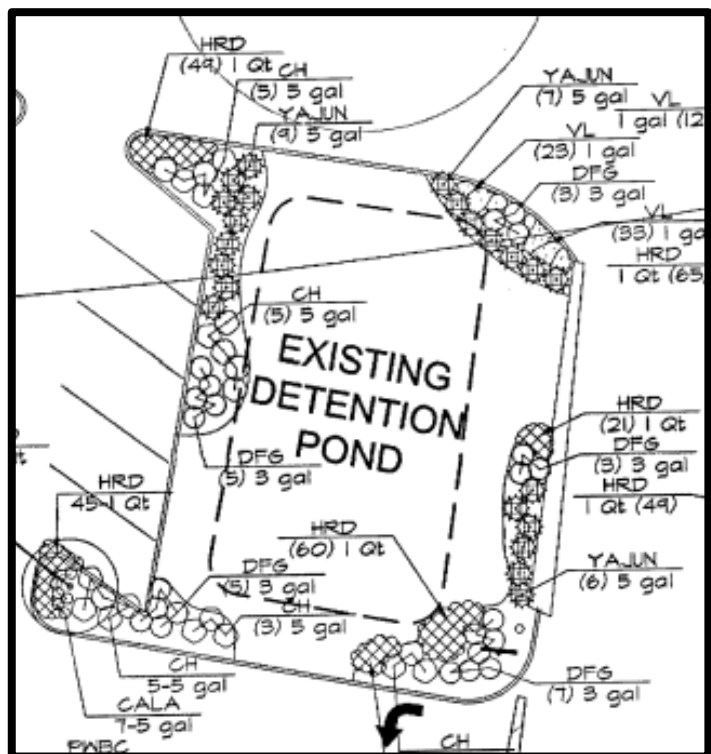 HRD
(49) 1 Qt
CH
(5) 5 gal
YAJUN
(9) 5 gal
YAJUN
(7) 5 gal
VL
1 gal (12
VL
(23) 1 gal
DFG
(3) 3 gal
VL
(33) 1 ga
HRD
1 Qt (65)
CH
(5) 5 gal
EXISTING
DETENTION
POND
HRD
(21) 1 Qt
DFG
(3) 3 gal
HRD
1 Qt (49)
DFG
(5) 3 gal
HRD
45-1 Qt
HRD
(60) 1 Qt
YAJUN
(6) 5 gal
DFG
(5) 3 gal
CH
(3) 5 gal
CH
5-5 gal
DFG
(7) 3 gal
CALA
7-5 gal
PWBC
CH